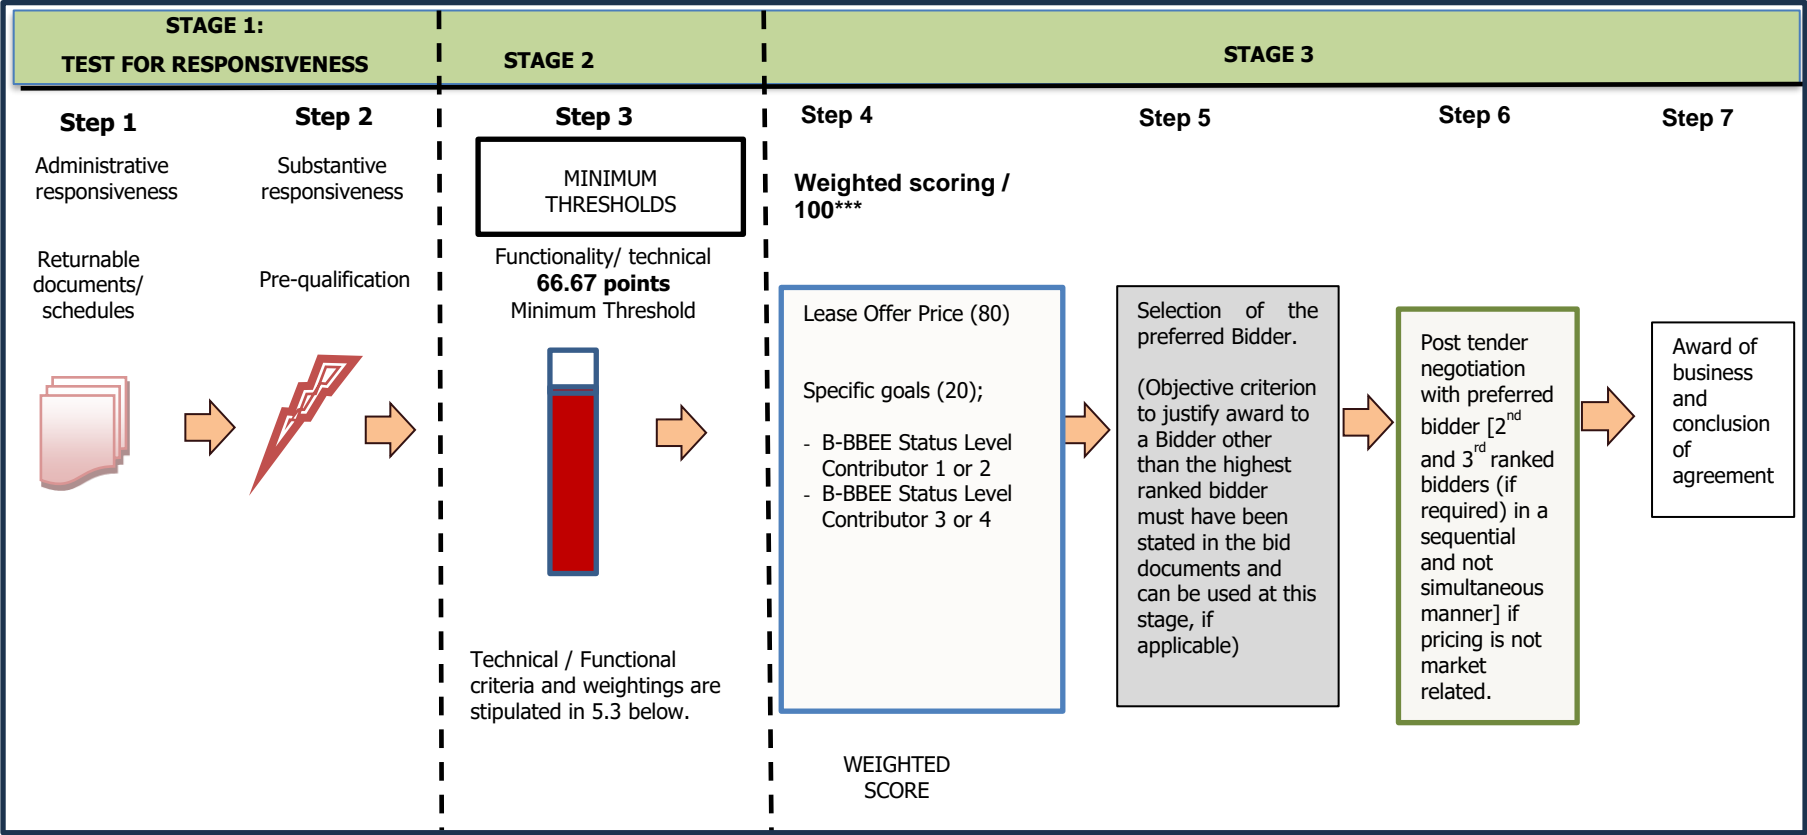 STAGE 1:
TEST FOR RESPONSIVENESS
STAGE 2
STAGE 3
Step 1
Administrative
responsiveness
Returnable
documents/
schedules
Step 2
Substantive
responsiveness
Pre-qualification
Step 3
MINIMUM
THRESHOLDS
Functionality/ technical
66.67 points
Minimum Threshold
Technical / Functional
criteria and weightings are
stipulated in 5.3 below.
Step 4
Weighted scoring /
100***
Lease Offer Price (80)
Specific goals (20);
- B-BBEE Status Level
Contributor 1 or 2
- B-BBEE Status Level
Contributor 3 or 4
WEIGHTED
SCORE
Step 5
Selection of the
preferred Bidder.
(Objective criterion
to justify award to
a Bidder other
than the highest
ranked bidder
must have been
stated in the bid
documents and
can be used at this
stage, if
applicable)
Step 6
Post tender
negotiation
with preferred
bidder [2nd
and 3rd ranked
bidders (if
required) in a
sequential
and not
simultaneous
manner] if
pricing is not
market
related.
Step 7
Award of
business
and
conclusion
of
agreement